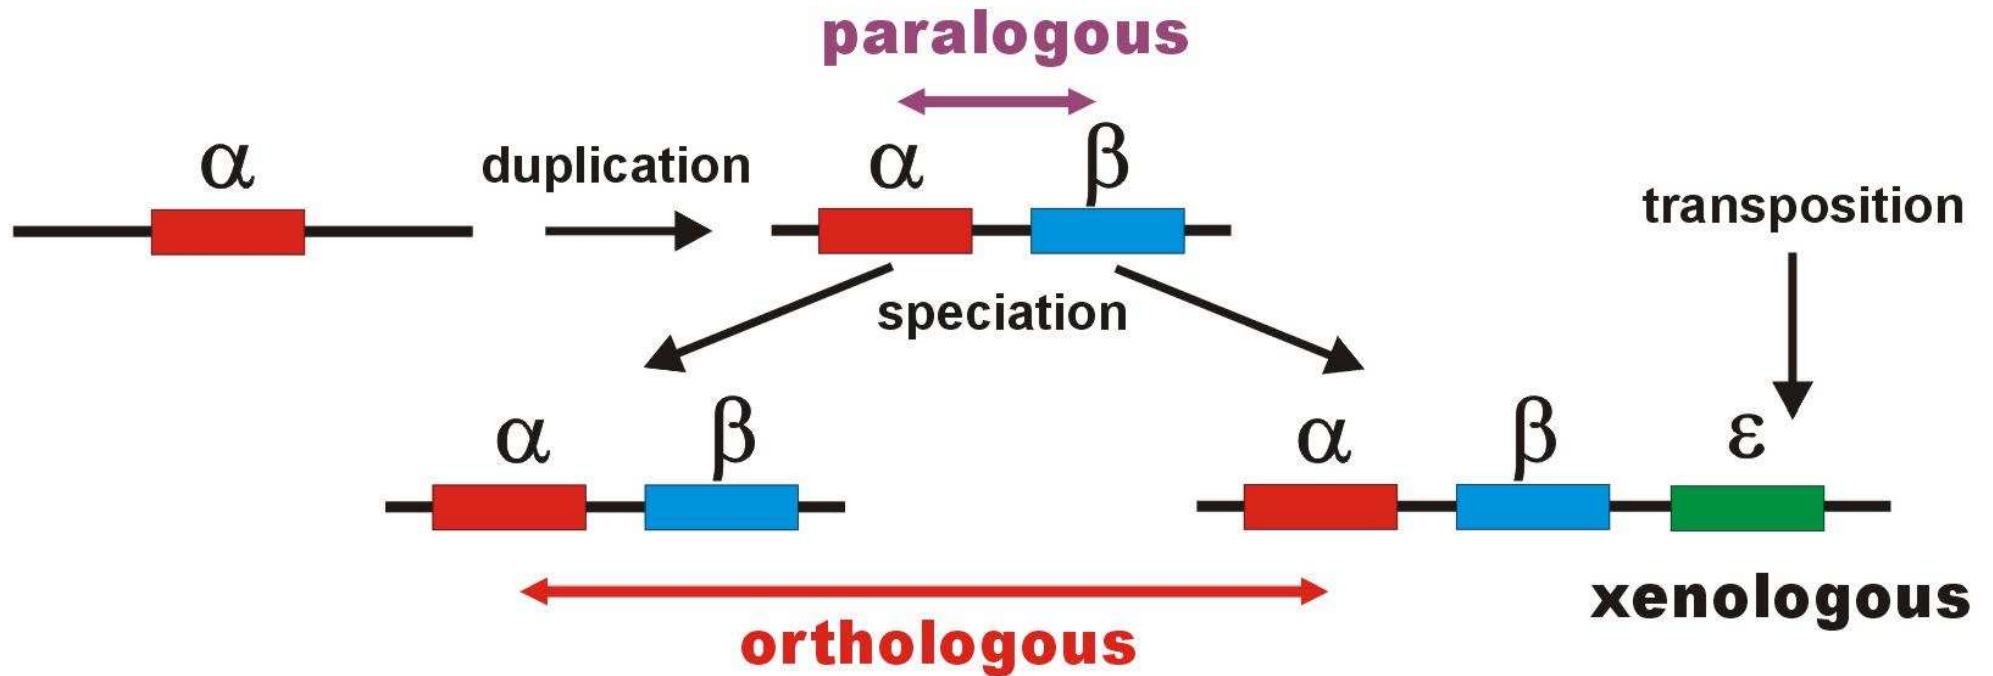 paralogous
α
duplication
α
β
transposition
speciation
α
β
α
β
ε
xenologous
orthologous